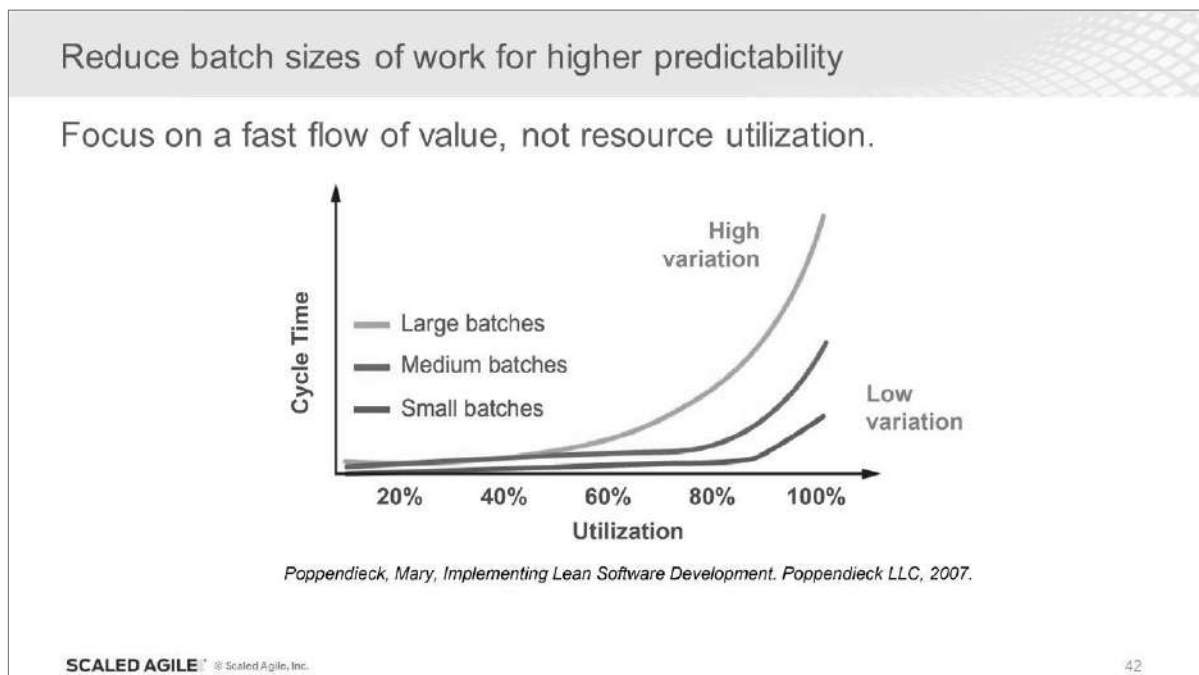 Reduce batch sizes of work for higher predictability
Focus on a fast flow of value, not resource utilization.
High
variation
Cycle Time
Large batches
Medium batches
Small batches
Low
variation
20% 40% 60% 80% 100%
Utilization
Poppendieck, Mary, Implementing Lean Software Development. Poppendieck LLC, 2007.
SCALED AGILE © Scaled Agile, Inc.
42